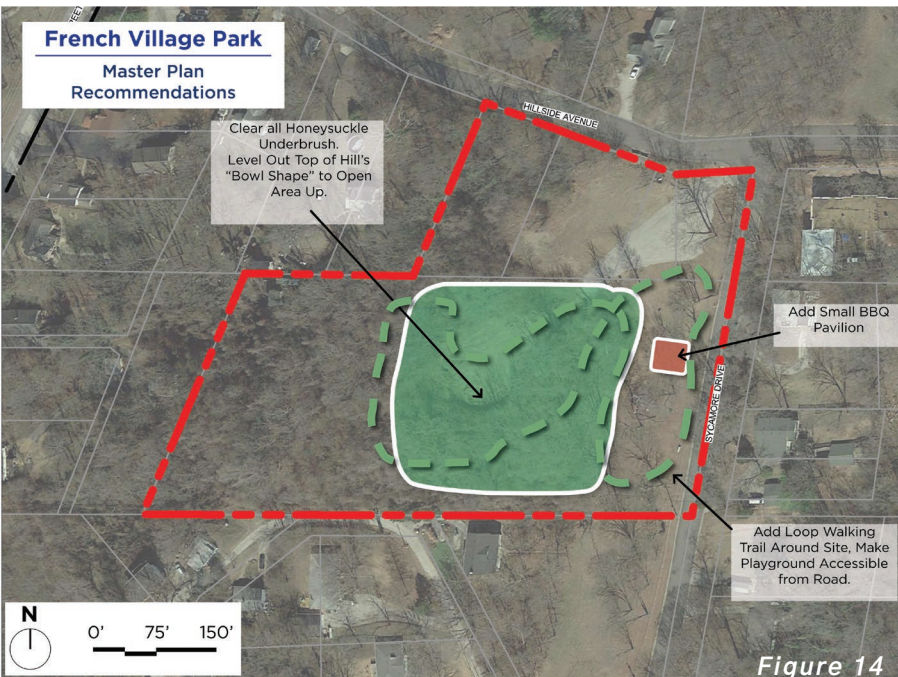 French Village Park
Master Plan
Recommendations
HILLSIDE AVENUE
Clear all Honeysuckle
Underbrush.
Level Out Top of Hill's
“Bowl Shape” to Open
Area Up.
Add Small BBQ
Pavilion
SYCAMORE DRIVE
Add Loop Walking
Trail Around Site, Make
Playground Accessible
from Road.
N
0' 75' 150'
Figure 14